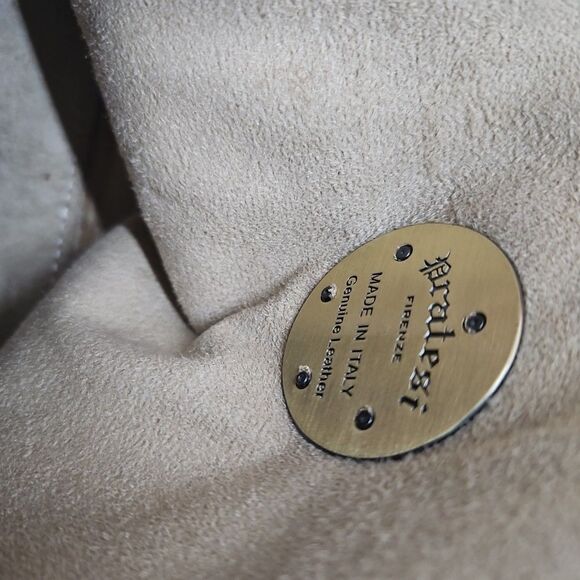 Pratesi
FIRENZE
MADE IN ITALY
Genuine Leather